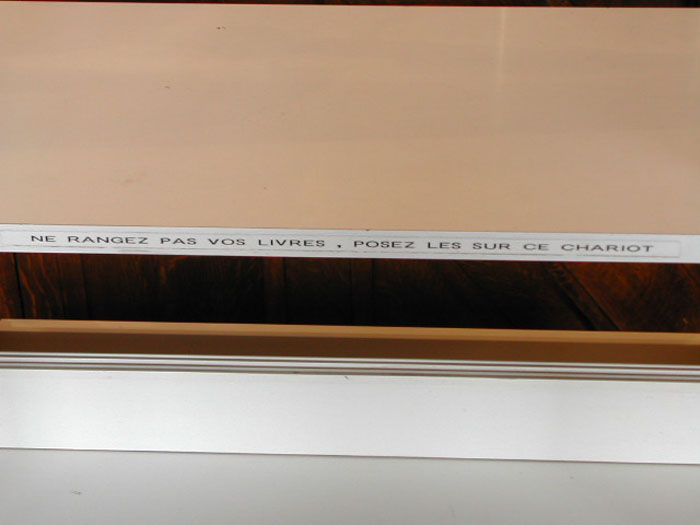 NE RANGEZ PAS VOS LIVRES , POSEZ LES SUR CE CHARIOT